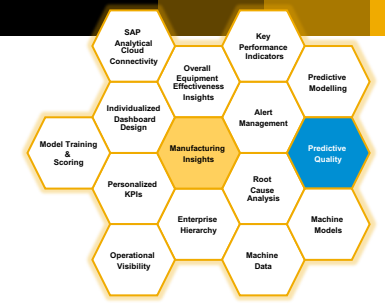 SAP
Analytical
Cloud
Connectivity
Key
Performance
Indicators
Overall
Equipment
Effectiveness
Insights
Predictive
Modelling
Individualized
Dashboard
Design
Alert
Management
Model Training
&
Scoring
Manufacturing
Insights
Predictive
Quality
Personalized
KPIs
Root
Cause
Analysis
Enterprise
Hierarchy
Machine
Models
Operational
Visibility
Machine
Data